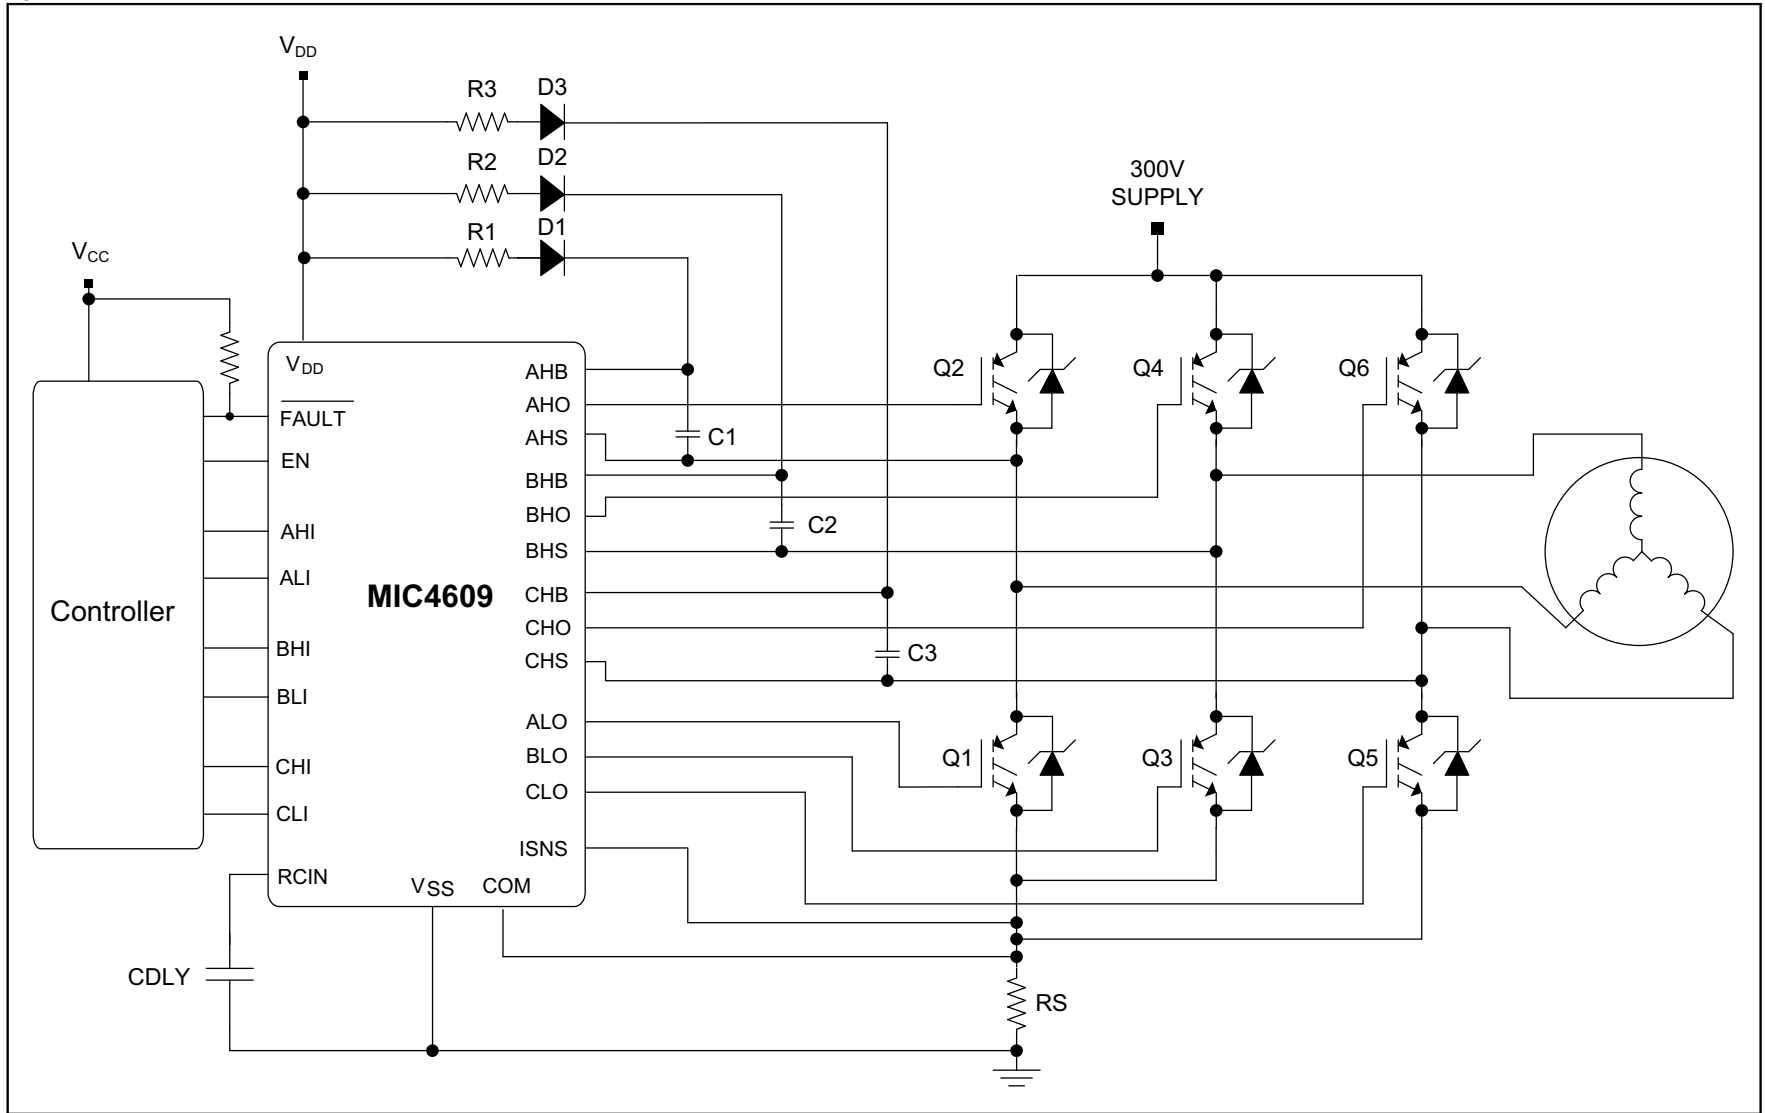 VDD
R3 D3
R2 D2
R1 D1
300V
SUPPLY
VCC
VDD
FAULT
EN
AHI
ALI
BHI
BLI
CHI
CLI
RCIN
VSS COM
MIC4609
AHB
AHO
AHS
BHB
BHO
BHS
CHB
CHO
CHS
ALO
BLO
CLO
ISNS
Controller
C1
C2
C3
Q2
Q4
Q6
Q1
Q3
Q5
CDLY
RS